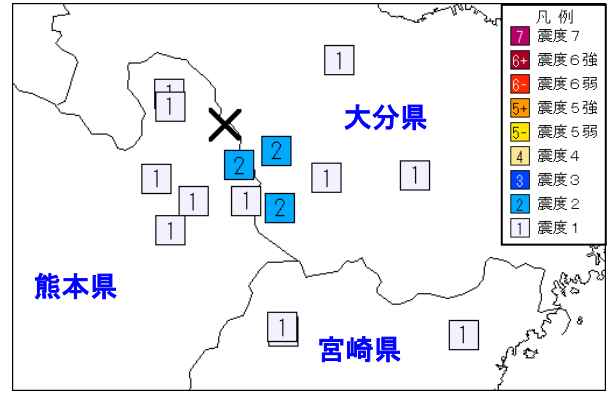 凡 例
7 震度７
6+ 震度６強
6- 震度６弱
5+ 震度５強
5- 震度５弱
4 震度４
3 震度３
2 震度２
1 震度１
1
1
1
大分県
2
2
1
1
1
1
1
2
1
熊本県
1
1
宮崎県